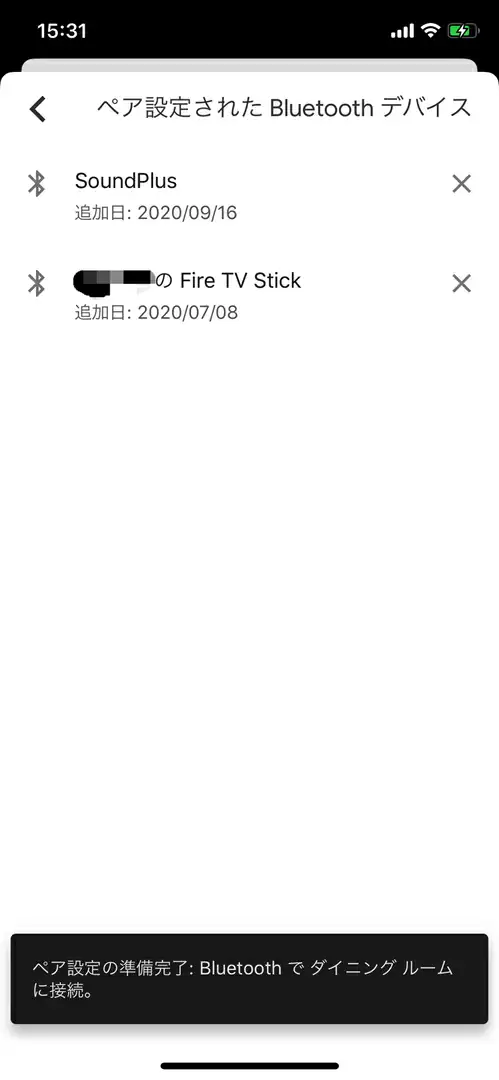 15:31
ペア設定された Bluetooth デバイス
SoundPlus
追加日: 2020/09/16
の Fire TV Stick
追加日: 2020/07/08
ペア設定の準備完了: Bluetooth で ダイニング ルーム
に接続。